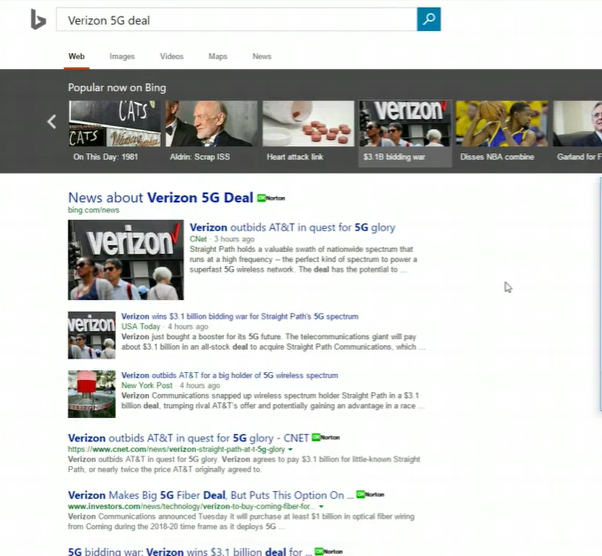 Verizon 5G deal
Web Images Videos Maps News
Popular now on Bing
CATS
CATS
verizon
On This Day: 1981
Aldrin: Scrap ISS
Heart attack link
$3.1B bidding war
Disses NBA combine
Garland for F
News about Verizon 5G Deal OK Norton
bing.com/news
verizon
Verizon outbids AT&T in quest for 5G glory
CNet · 3 hours ago
Straight Path holds a valuable swath of nationwide spectrum that
runs at a high frequency -- the perfect kind of spectrum to power a
superfast 5G wireless network. The deal has the potential to ...
verizon
Verizon wins $3.1 billion bidding war for Straight Path's 5G spectrum
USA Today · 4 hours ago
Verizon just bought a booster for its 5G future. The telecommunications giant will pay
about $3.1 billion in an all-stock deal to acquire Straight Path Communications, which ...
Verizon outbids AT&T for a big holder of 5G wireless spectrum
New York Post · 4 hours ago
Verizon Communications snapped up wireless spectrum holder Straight Path in a $3.1
billion deal, trumping rival AT&T's offer and potentially gaining an advantage in a race ...
Verizon outbids AT&T in quest for 5G glory - CNET OK Norton
https://www.cnet.com/news/verizon-straight-path-at-t-5g-glory
Verizon outbids AT&T in quest for 5G glory. Verizon agrees to pay $3.1 billion for little-known Straight
Path, or nearly twice the price AT&T originally agreed to.
Verizon Makes Big 5G Fiber Deal, But Puts This Option On ... OK Norton
www.investors.com/news/technology/verizon-to-buy-corning-fiber-for...
Verizon Communications announced Tuesday it will purchase at least $1 billion in optical fiber wiring
from Corning during the 2018-20 time frame as it deploys 5G ...
5G bidding war: Verizon wins $3.1 billion deal for ... Norton